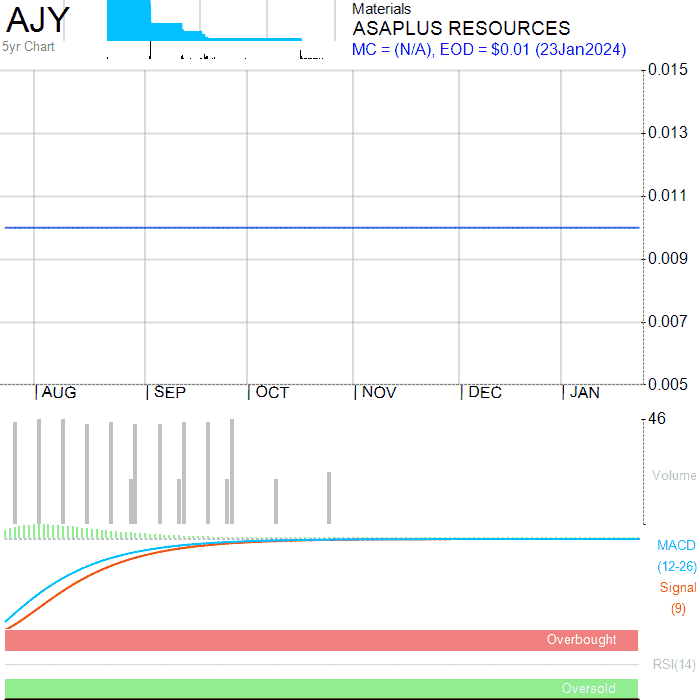 AJY
5yr Chart
Materials
ASAPLUS RESOURCES
MC = (N/A), EOD = $0.01 (23Jan2024)
0.015
0.013
0.011
0.009
0.007
0.005
AUG SEP OCT NOV DEC JAN
46
Volume
MACD
(12-26)
Signal
(9)
Overbought
RSI(14)
Oversold